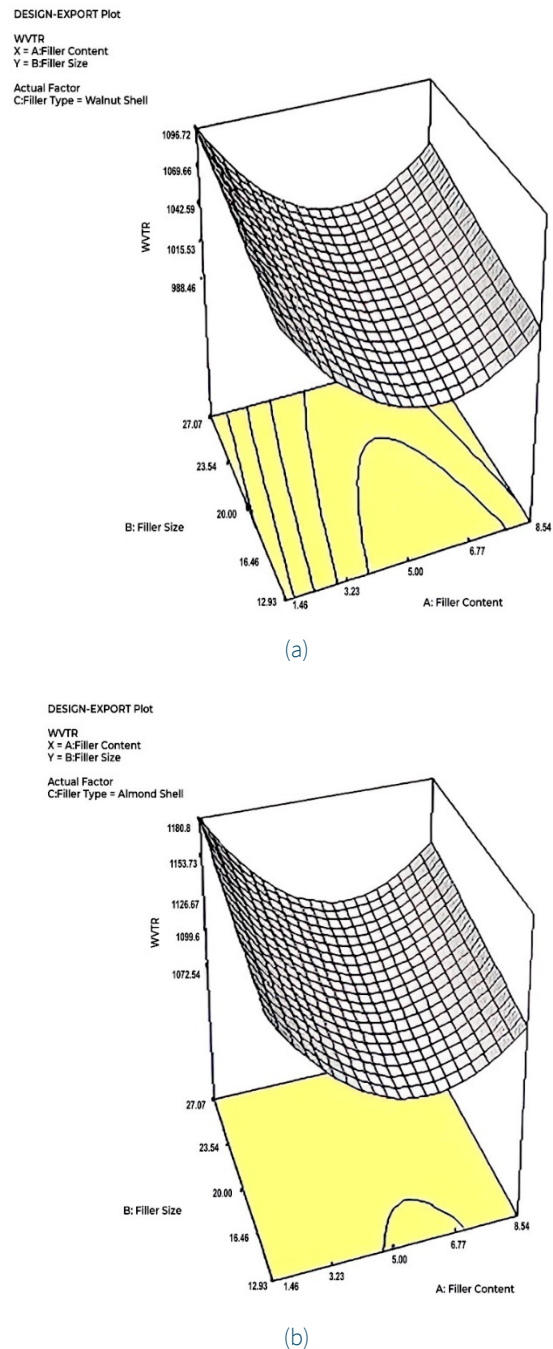 DESIGN-EXPORT Plot
WVTR
X = A:Filler Content
Y = B:Filler Size
Actual Factor
C:Filler Type = Walnut Shell
1096.72
1069.66
1042.59
1015.53
988.46
WVTR
27.07
23.54
20.00
16.46
12.93
B: Filler Size
1.46
3.23
5.00
6.77
8.54
A: Filler Content
(a)
DESIGN-EXPORT Plot
WVTR
X = A:Filler Content
Y = B:Filler Size
Actual Factor
C:Filler Type = Almond Shell
1180.8
1153.73
1126.67
1099.6
1072.54
WVTR
27.07
23.54
20.00
16.46
12.93
B: Filler Size
1.46
3.23
5.00
6.77
8.54
A: Filler Content
(b)